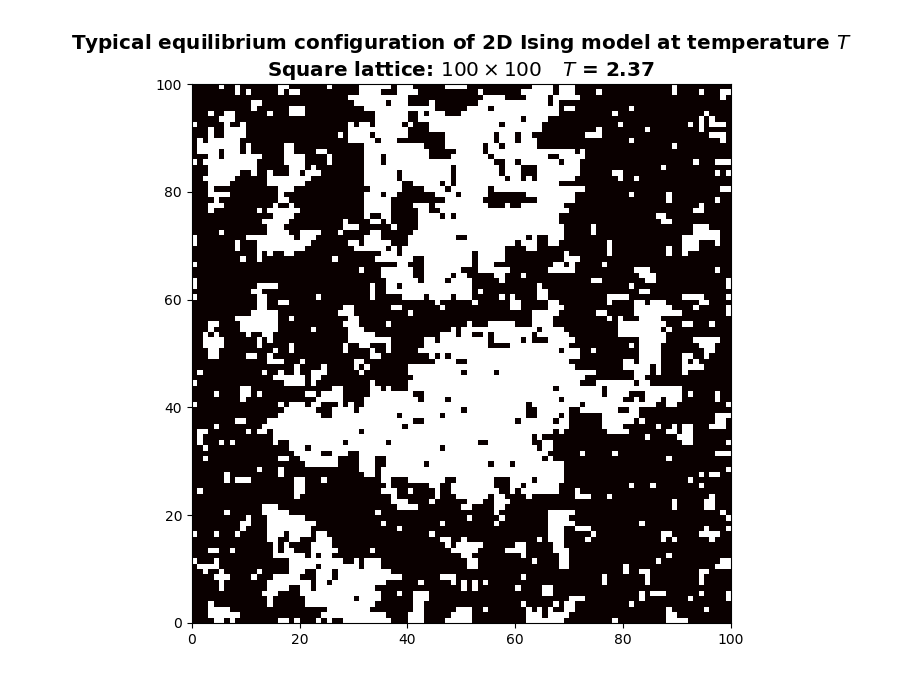 Typical equilibrium configuration of 2D Ising model at temperature T
Square lattice: 100 × 100 T = 2.37
100
80
60
40
20
0
0 20 40 60 80 100